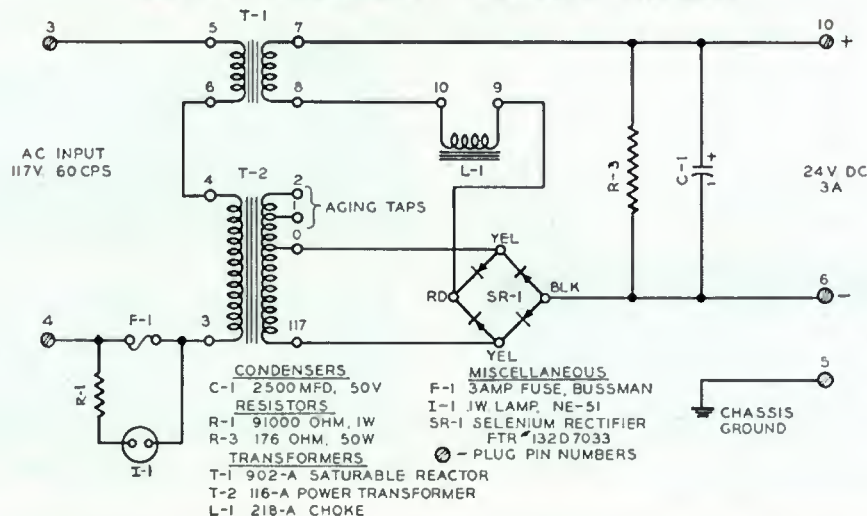 T-1
3
5
7
10
+
6
8
10
9
L-1
AC INPUT
117V, 60CPS
T-2
4
2
1
0
AGING TAPS
R-3
C-1
+
-
24V DC
3A
YEL
RD
SR-1
BLK
YEL
6
-
4
F-1
3
117
5
R-1
I-1
CHASSIS
GROUND
CONDENSERS
C-1 2500MFD, 50V
RESISTORS
R-1 91000 OHM, 1W
R-3 176 OHM, 50W
TRANSFORMERS
T-1 902-A SATURABLE REACTOR
T-2 116-A POWER TRANSFORMER
L-1 218-A CHOKE
MISCELLANEOUS
F-1 3AMP FUSE, BUSSMAN
I-1 .1W LAMP, NE-51
SR-1 SELENIUM RECTIFIER
FTR #132D7033
- PLUG PIN NUMBERS